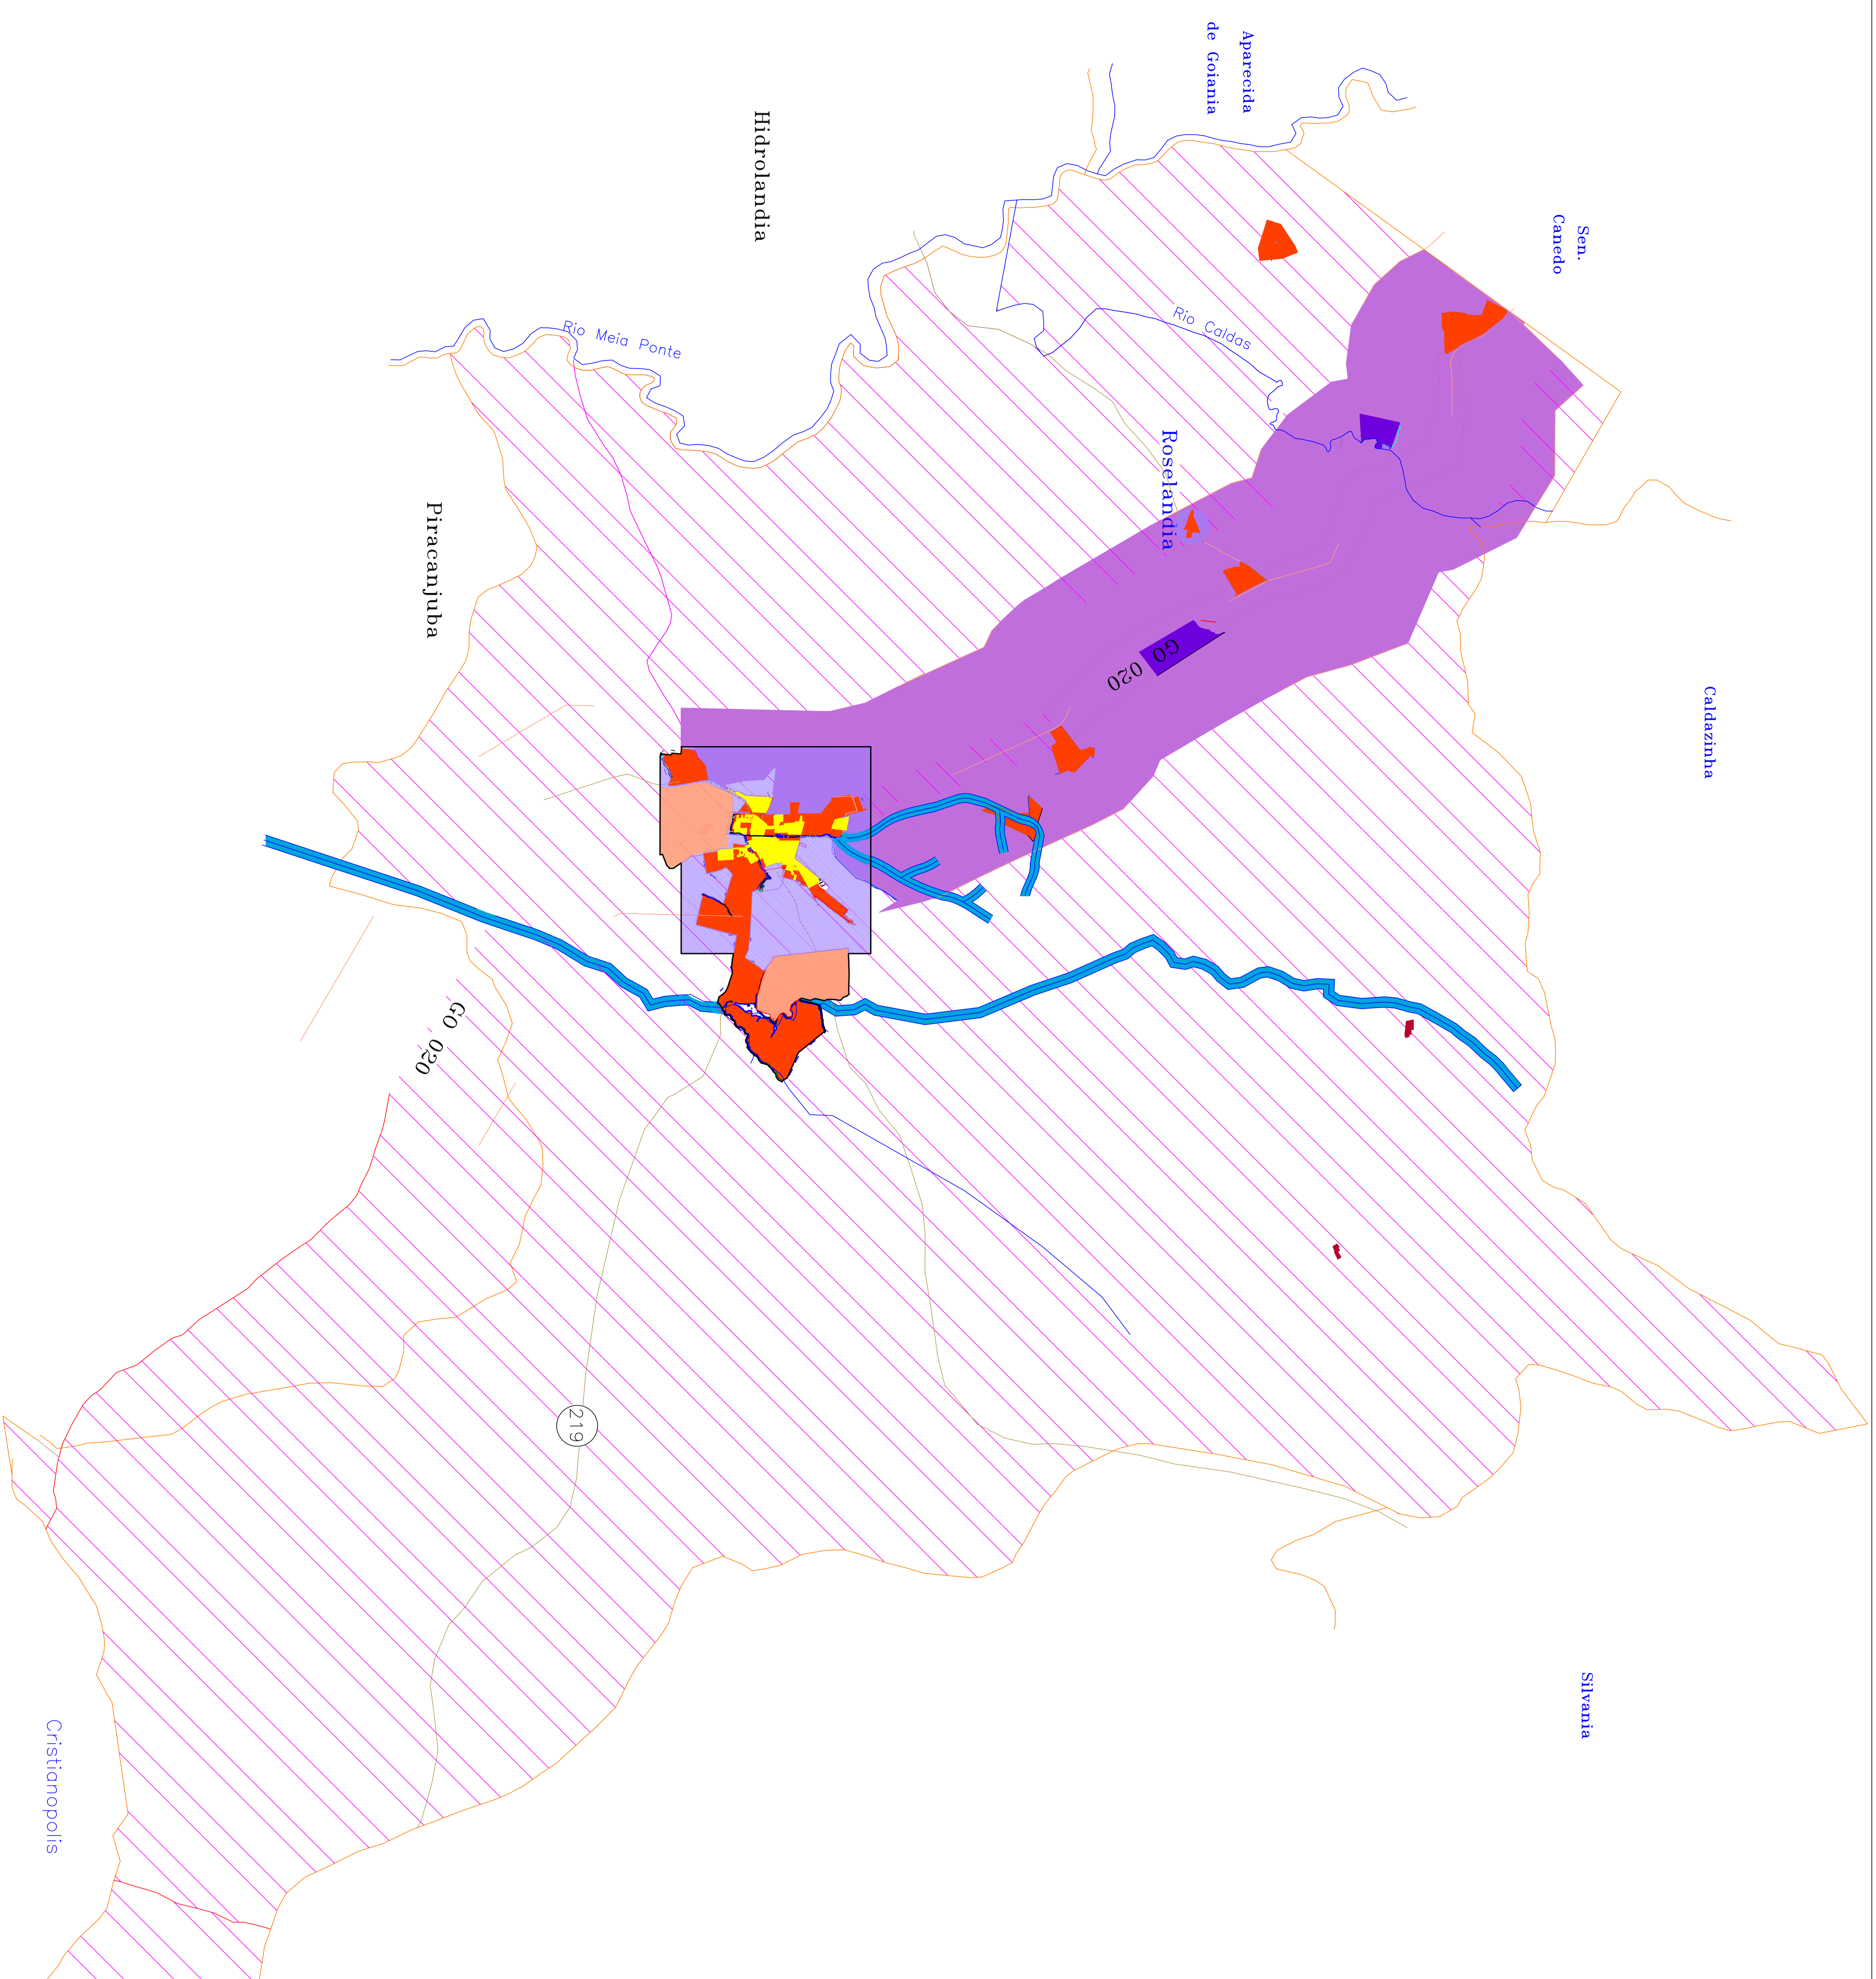 Aparecida
de Goiania
Sen.
Canedo
Hidrolandia
Rio Meia Ponte
Rio Caldas
Roselandia
Piracanjuba
GO 020
Caldazinha
GO 020
219
Silvania
Cristianopolis